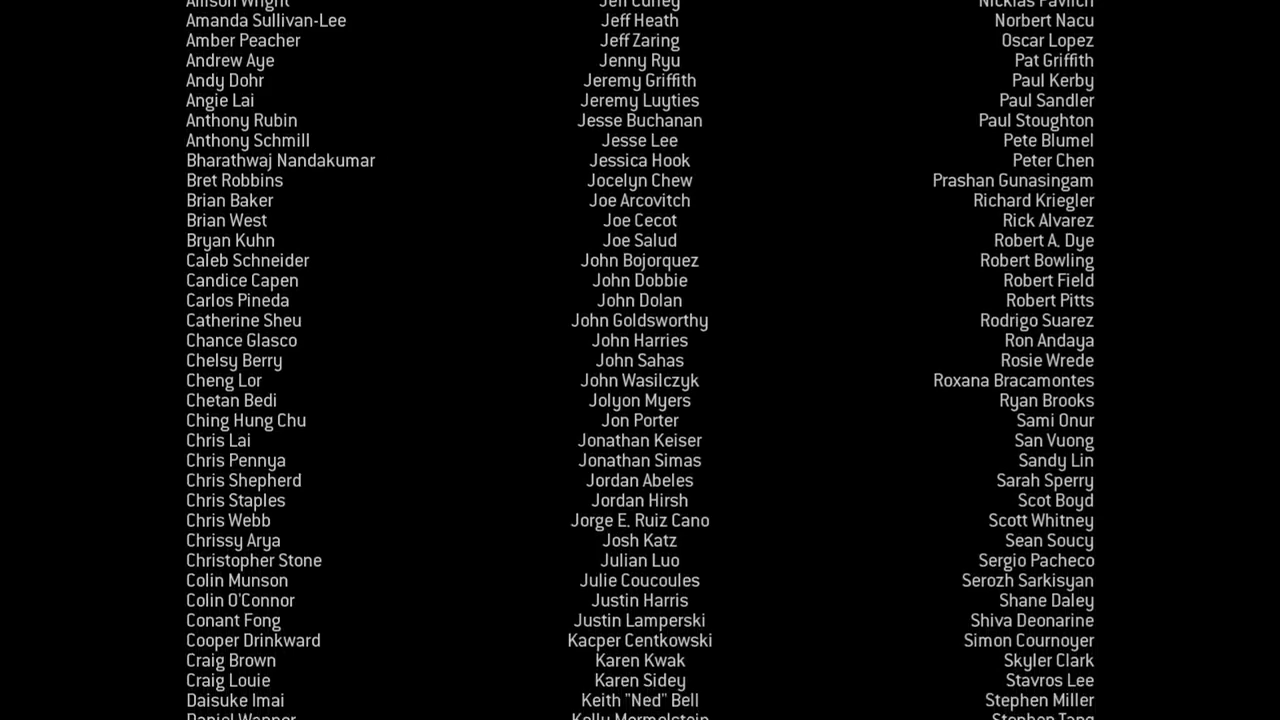 Allison Wright
Amanda Sullivan-Lee
Amber Peacher
Andrew Aye
Andy Dohr
Angie Lai
Anthony Rubin
Anthony Schmill
Bharathwaj Nandakumar
Bret Robbins
Brian Baker
Brian West
Bryan Kuhn
Caleb Schneider
Candice Capen
Carlos Pineda
Catherine Sheu
Chance Glasco
Chelsy Berry
Cheng Lor
Chetan Bedi
Ching Hung Chu
Chris Lai
Chris Pennya
Chris Shepherd
Chris Staples
Chris Webb
Chrissy Arya
Christopher Stone
Colin Munson
Colin O'Connor
Conant Fong
Cooper Drinkward
Craig Brown
Craig Louie
Daisuke Imai
Daniel
Jeff Curley
Jeff Heath
Jeff Zaring
Jenny Ryu
Jeremy Griffith
Jeremy Luyties
Jesse Buchanan
Jesse Lee
Jessica Hook
Jocelyn Chew
Joe Arcovitch
Joe Cecot
Joe Salud
John Bojorquez
John Dobbie
John Dolan
John Goldsworthy
John Harries
John Sahas
John Wasilczyk
Jolyon Myers
Jon Porter
Jonathan Keiser
Jonathan Simas
Jordan Abeles
Jordan Hirsh
Jorge E. Ruiz Cano
Josh Katz
Julian Luo
Julie Coucoules
Justin Harris
Justin Lamperski
Kacper Centkowski
Karen Kwak
Karen Sidey
Keith "Ned" Bell
Kelly Mermelstein
Nicklas Pavlich
Norbert Nacu
Oscar Lopez
Pat Griffith
Paul Kerby
Paul Sandler
Paul Stoughton
Pete Blumel
Peter Chen
Prashan Gunasingam
Richard Kriegler
Rick Alvarez
Robert A. Dye
Robert Bowling
Robert Field
Robert Pitts
Rodrigo Suarez
Ron Andaya
Rosie Wrede
Roxana Bracamontes
Ryan Brooks
Sami Onur
San Vuong
Sandy Lin
Sarah Sperry
Scot Boyd
Scott Whitney
Sean Soucy
Sergio Pacheco
Serozh Sarkisyan
Shane Daley
Shiva Deonarine
Simon Cournoyer
Skyler Clark
Stavros Lee
Stephen Miller
Stephen Tang